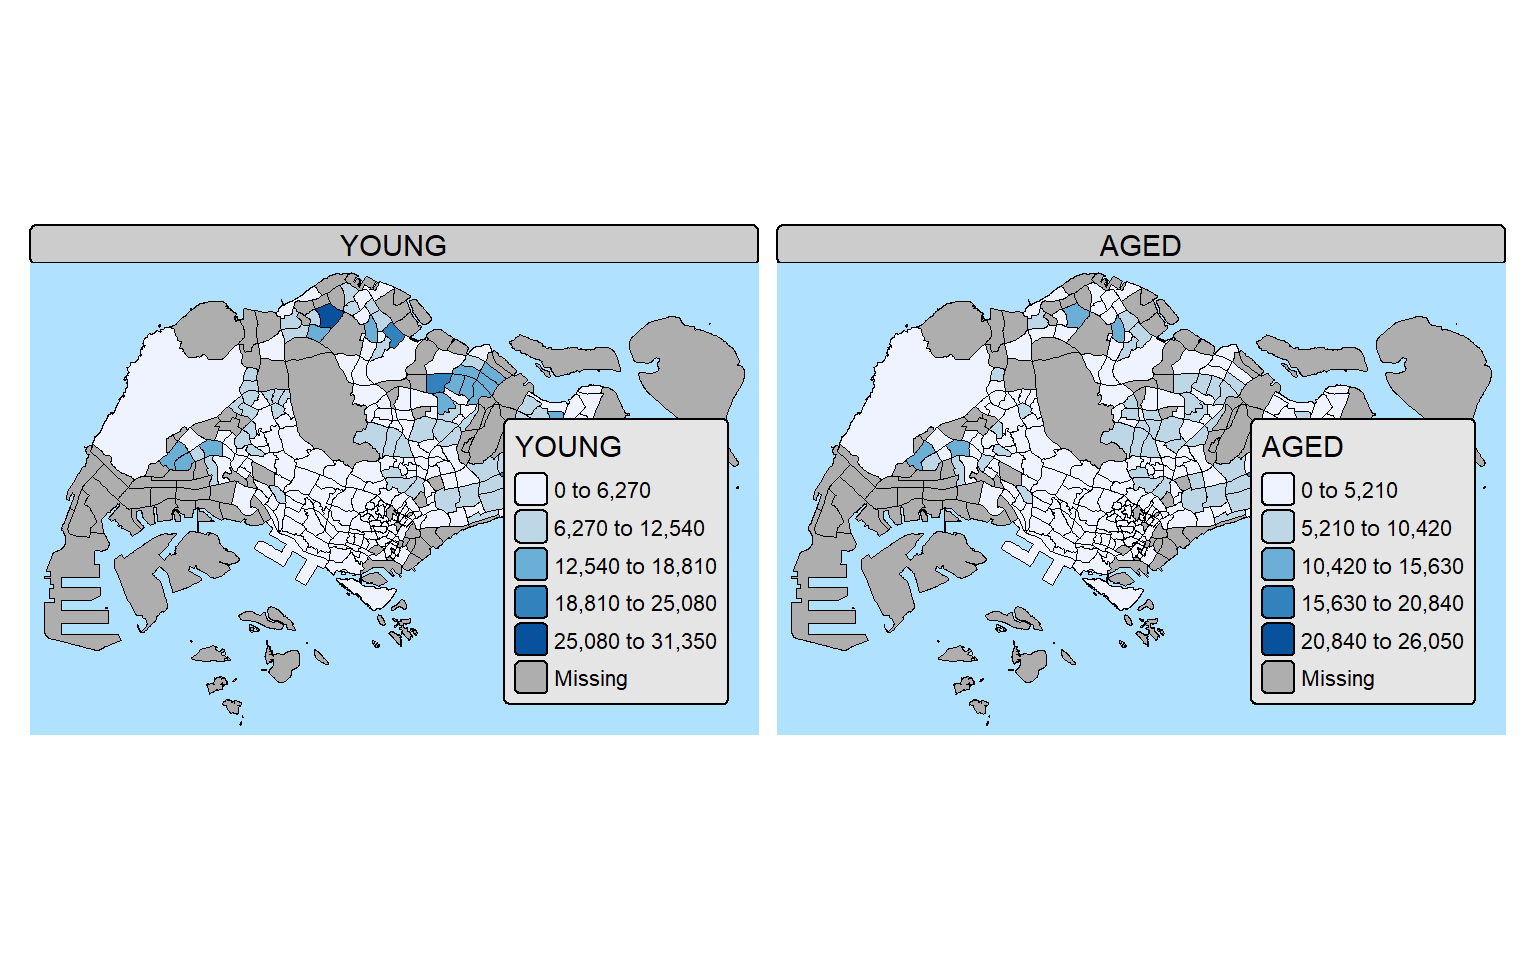 YOUNG
AGED
YOUNG
0 to 6,270
6,270 to 12,540
12,540 to 18,810
18,810 to 25,080
25,080 to 31,350
Missing
AGED
0 to 5,210
5,210 to 10,420
10,420 to 15,630
15,630 to 20,840
20,840 to 26,050
Missing